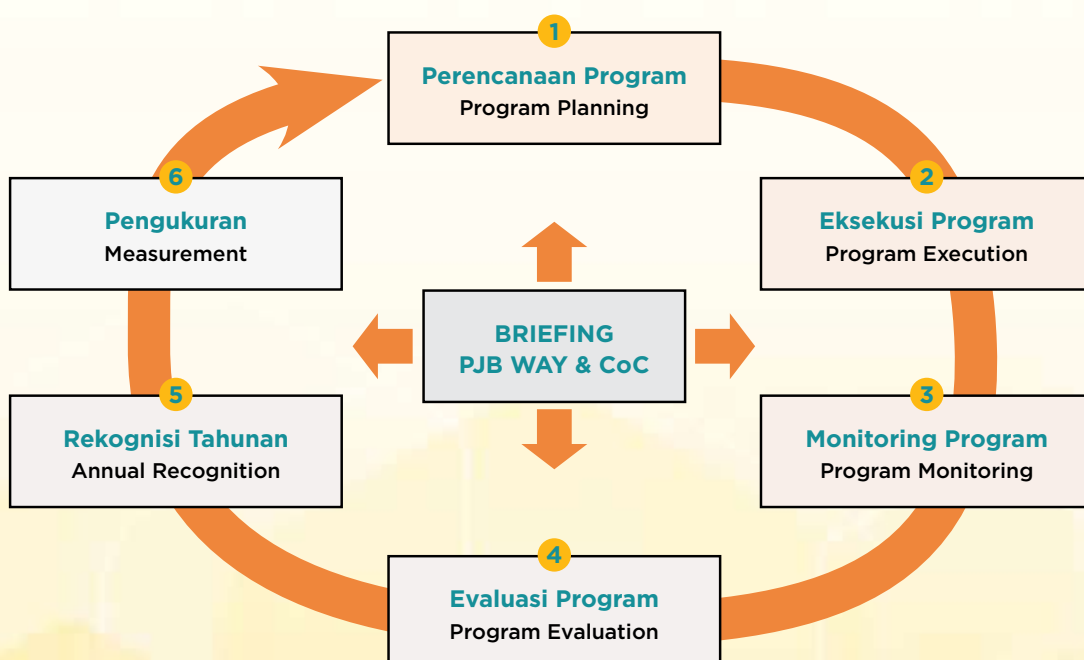 1
Perencanaan Program
Program Planning
2
Eksekusi Program
Program Execution
3
Monitoring Program
Program Monitoring
4
Evaluasi Program
Program Evaluation
5
Rekognisi Tahunan
Annual Recognition
6
Pengukuran
Measurement
BRIEFING
PJB WAY & CoC